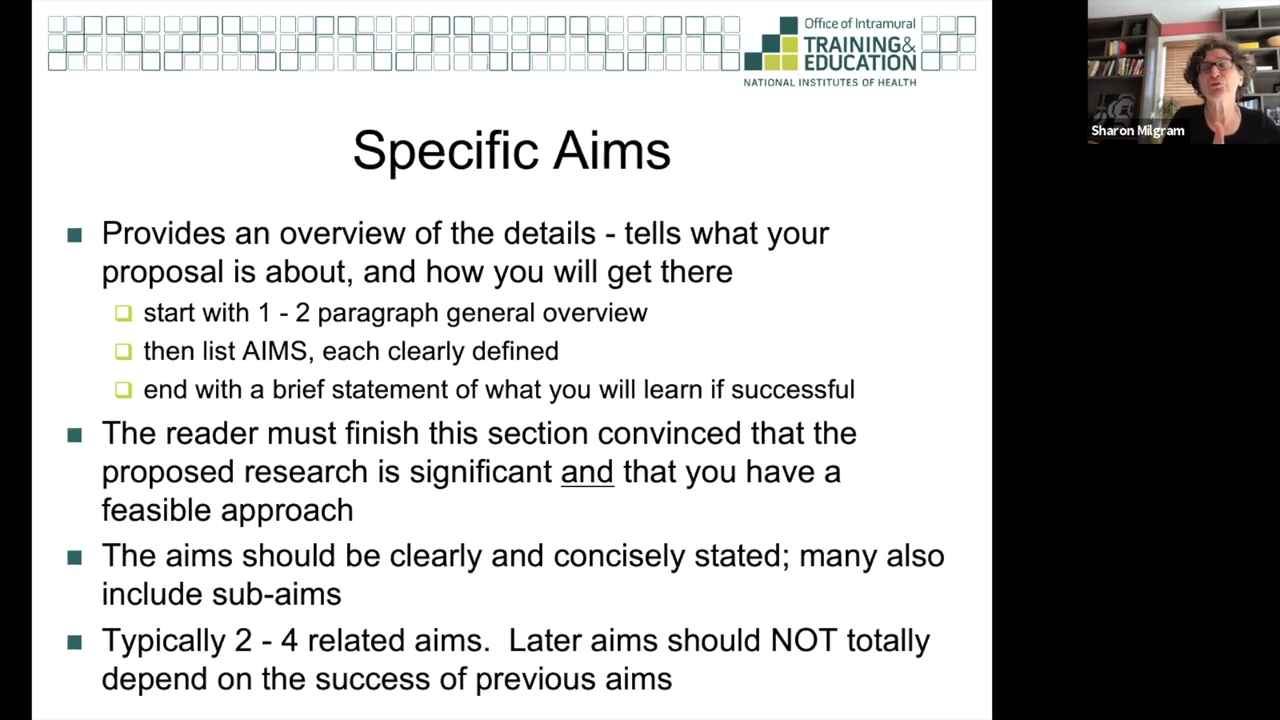 Office of Intramural
TRAINING&
EDUCATION
NATIONAL INSTITUTES OF HEALTH
Sharon Milgram
Specific Aims
Provides an overview of the details - tells what your
proposal is about, and how you will get there
start with 1 - 2 paragraph general overview
then list AIMS, each clearly defined
end with a brief statement of what you will learn if successful
The reader must finish this section convinced that the
proposed research is significant and that you have a
feasible approach
The aims should be clearly and concisely stated; many also
include sub-aims
Typically 2 - 4 related aims.  Later aims should NOT totally
depend on the success of previous aims